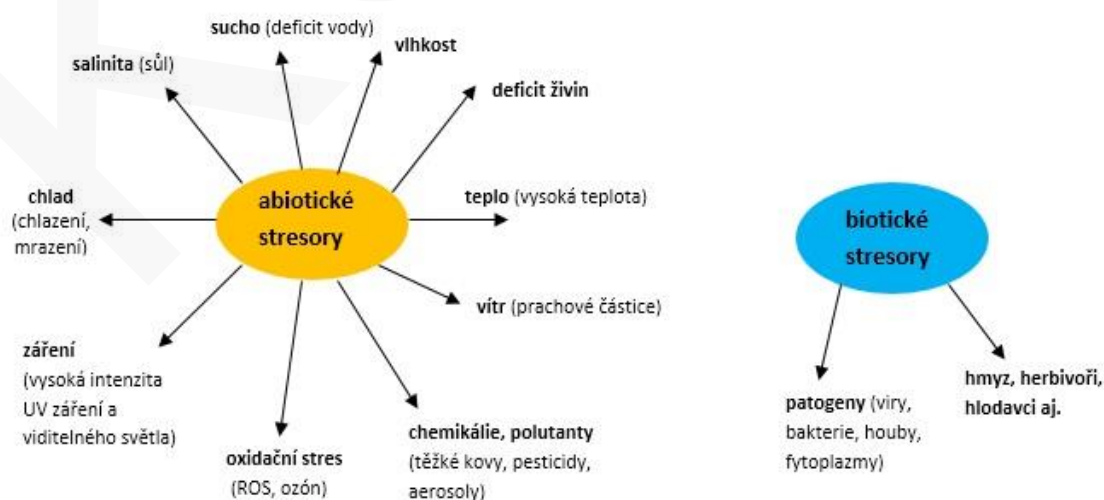 sucho (deficit vody)
vlhkost
salinita (sůl)
deficit živin
chlad
(chlazení,
mrazení)
abiotické
stresory
teplo (vysoká teplota)
vítr (prachové částice)
záření
(vysoká intenzita
UV záření a
viditelného světla)
oxidační stres
(ROS, ozón)
chemikálie, polutanty
(těžké kovy, pesticidy,
aerosoly)
biotické
stresory
patogeny (viry,
bakterie, houby,
fytoplazmy)
hmyz, herbivoři,
hlodavci aj.